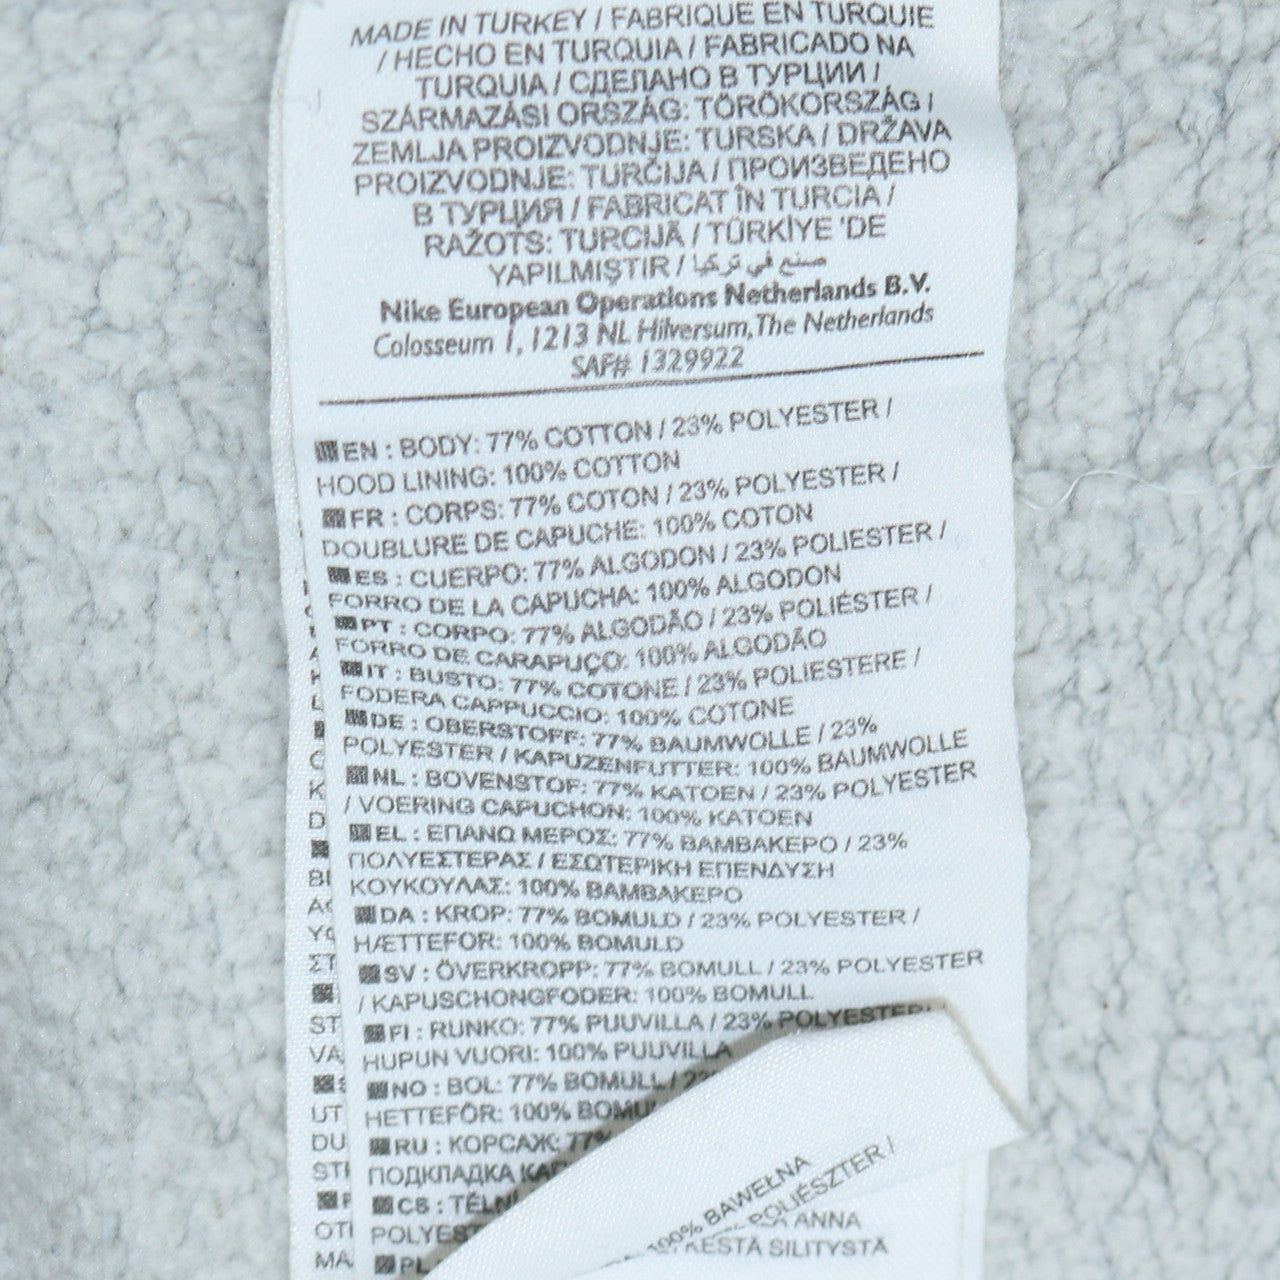 MADE IN TURKEY / FABRIQUE EN TURQUIE
/ HECHO EN TURQUIA / FABRICADO NA
TURQUIA / СДЕЛАНО В ТУРЦИИ /
SZÁRMAZÁSI ORSZÁG: TÖRÖKORSZÁG /
ZEMLJA PROIZVODNJE: TURSKA / DRŽAVA
PROIZVODNJE: TURČIJA / ПРОИЗВЕДЕНО
В ТУРЦИЯ / FABRICAT ÎN TURCIA /
RAŽOTS: TURCIJĀ / TÜRKİYE 'DE
YAPILMIŞTIR / صنع في تركيا
Nike European Operations Netherlands B.V.
Colosseum 1, 1213 NL Hilversum, The Netherlands
SAF# 1329922
EN : BODY: 77% COTTON / 23% POLYESTER /
HOOD LINING: 100% COTTON
FR : CORPS: 77% COTON / 23% POLYESTER /
DOUBLURE DE CAPUCHE: 100% COTON
ES : CUERPO: 77% ALGODON / 23% POLIESTER /
FORRO DE LA CAPUCHA: 100% ALGODON
PT : CORPO: 77% ALGODÃO / 23% POLIÉSTER /
FORRO DE CARAPUÇO: 100% ALGODÃO
IT : BUSTO: 77% COTONE / 23% POLIESTERE /
FODERA CAPPUCCIO: 100% COTONE
DE : OBERSTOFF: 77% BAUMWOLLE / 23%
POLYESTER / KAPUZENFUTTER: 100% BAUMWOLLE
NL : BOVENSTOF: 77% KATOEN / 23% POLYESTER
/ VOERING CAPUCHON: 100% KATOEN
EL : ΕΠΑΝΩ ΜΕΡΟΣ: 77% ΒΑΜΒΑΚΕΡΟ / 23%
ΠΟΛΥΕΣΤΕΡΑΣ / ΕΣΩΤΕΡΙΚΗ ΕΠΕΝΔΥΣΗ
ΚΟΥΚΟΥΛΑΣ: 100% ΒΑΜΒΑΚΕΡΟ
DA : KROP: 77% BOMULD / 23% POLYESTER /
HÆTTEFOR: 100% BOMULD
SV : ÖVERKROPP: 77% BOMULL / 23% POLYESTER
/ KAPUSCHONGFODER: 100% BOMULL
FI : RUNKO: 77% PUUVILLA / 23% POLYESTERI
HUPUN VUORI: 100% PUUVILLA
NO : BOL: 77% BOMULL /
HETTEFÔR: 100%
RU : КОРСАЖ: 77%
ПОДКЛАДКА
CS :
PL
100% BAWEŁNA
POLIÉSZTER /
ANNA
SILITYSTÄ